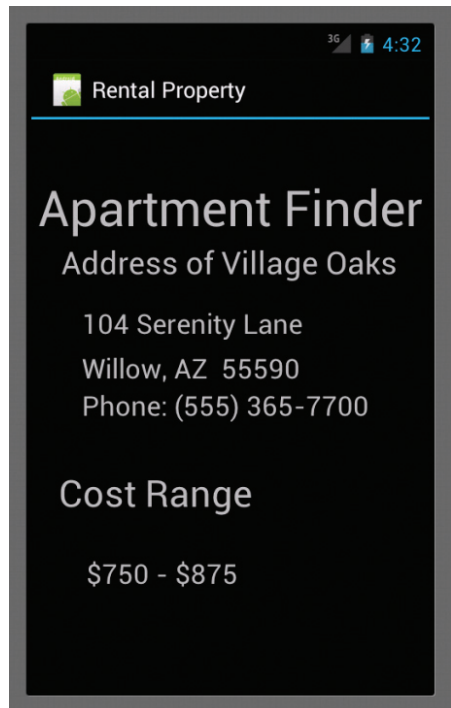 3G 4:32
Rental Property
Apartment Finder
Address of Village Oaks
104 Serenity Lane
Willow, AZ  55590
Phone: (555) 365-7700
Cost Range
$750 - $875